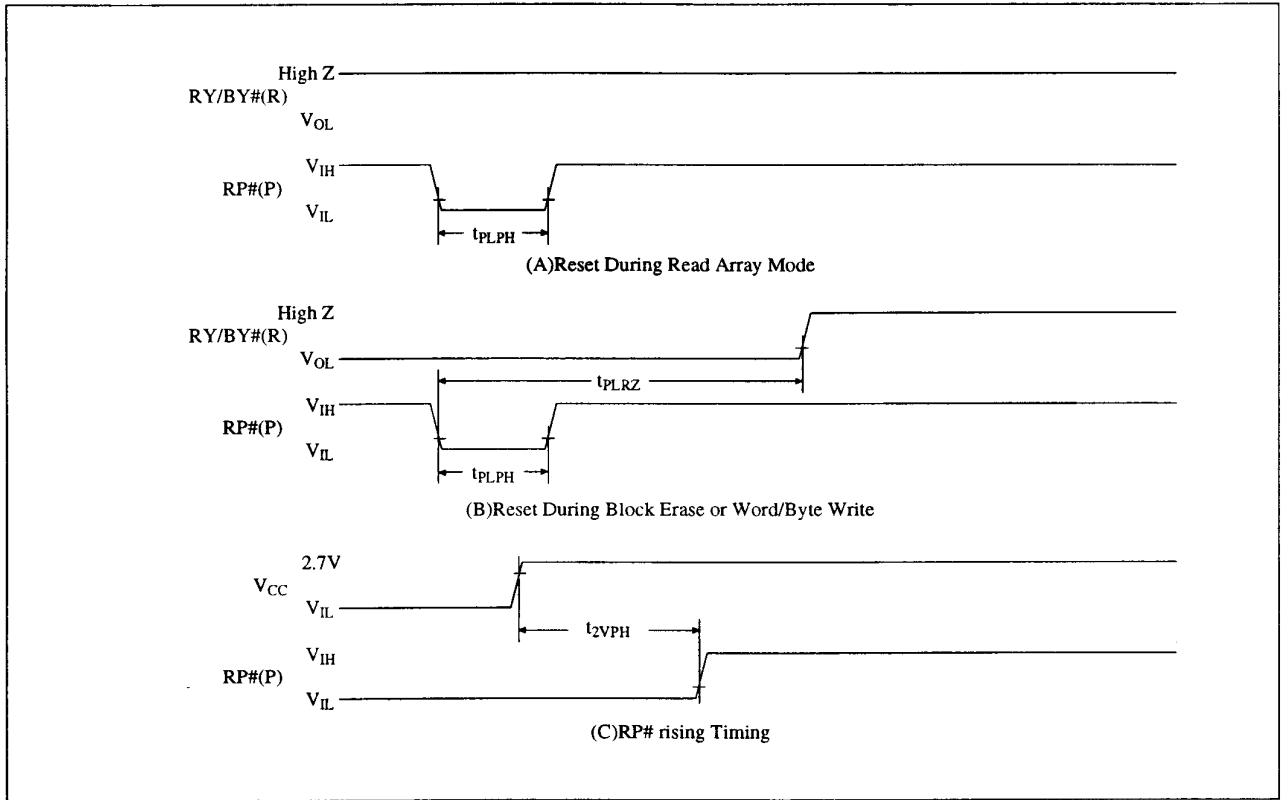 High Z
RY/BY#(R)
VOL
VIH
RP#(P)
VIL
tPLPH
(A)Reset During Read Array Mode
High Z
RY/BY#(R)
VOL
tPLRZ
VIH
RP#(P)
VIL
tPLPH
(B)Reset During Block Erase or Word/Byte Write
2.7V
VCC
VIL
t2VPH
VIH
RP#(P)
VIL
(C)RP# rising Timing